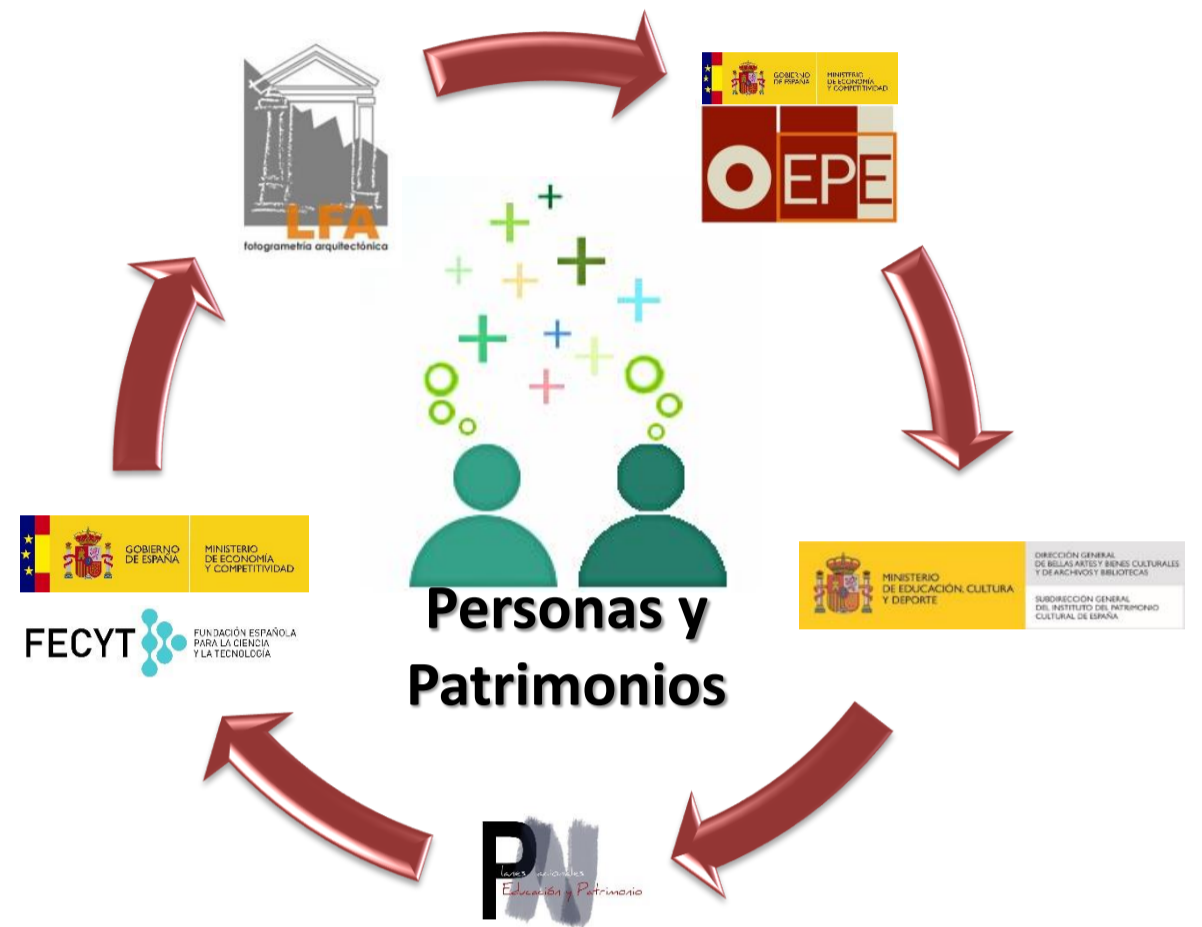 LFA
fotogrametría arquitectónica
GOBIERNO
DE ESPAÑA
MINISTERIO
DE ECONOMÍA
Y COMPETITIVIDAD
OEPE
GOBIERNO
DE ESPAÑA
MINISTERIO
DE ECONOMÍA
Y COMPETITIVIDAD
FECYT
FUNDACIÓN ESPAÑOLA
PARA LA CIENCIA
Y LA TECNOLOGÍA
MINISTERIO
DE EDUCACIÓN, CULTURA
Y DEPORTE
DIRECCIÓN GENERAL
DE BELLAS ARTES Y BIENES CULTURALES
Y DE ARCHIVOS Y BIBLIOTECAS
SUBDIRECCIÓN GENERAL
DEL INSTITUTO DEL PATRIMONIO
CULTURAL DE ESPAÑA
Personas y
Patrimonios
PN
lanes nacionales
Educación y Patrimonio